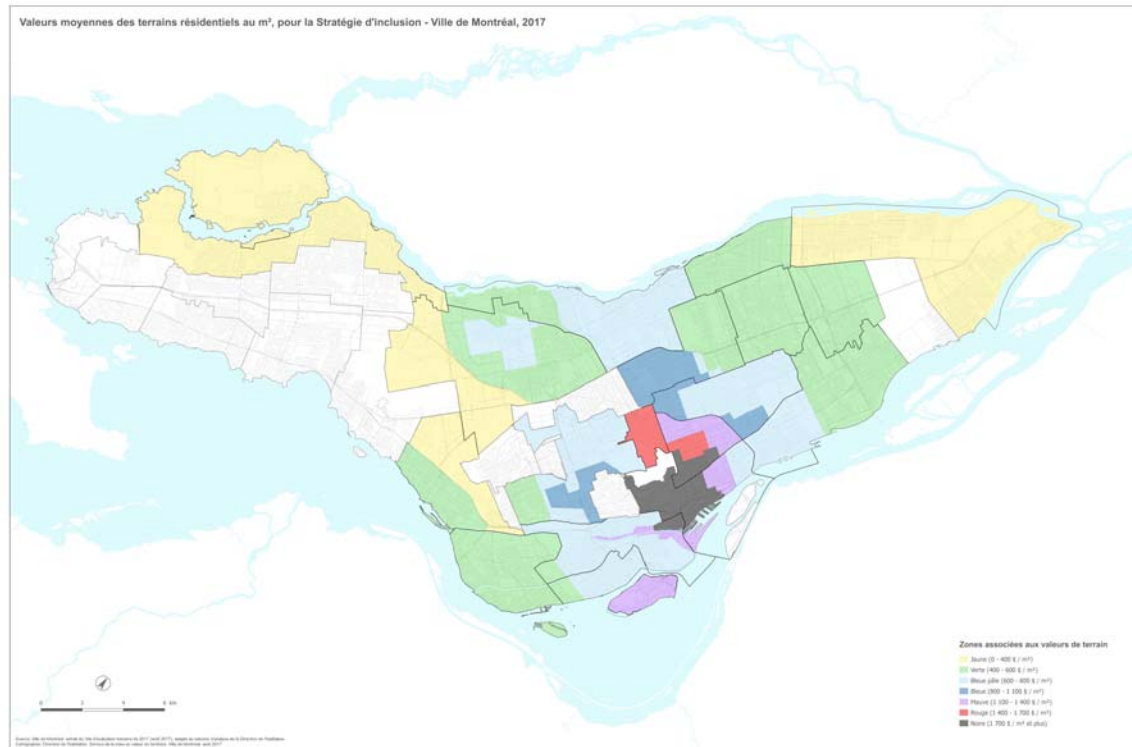 Valeurs moyennes des terrains résidentiels au m², pour la Stratégie d'inclusion - Ville de Montréal, 2017
Zones associées aux valeurs de terrain
Jaune (0 - 400 $ / m²)
Verte (400 - 600 $ / m²)
Bleue pâle (600 - 800 $ / m²)
Bleue (800 - 1 100 $ / m²)
Mauve (1 100 - 1 400 $ / m²)
Rouge (1 400 - 1 700 $ / m²)
Noire (1 700 $ / m² et plus)
0 2 4 6 km